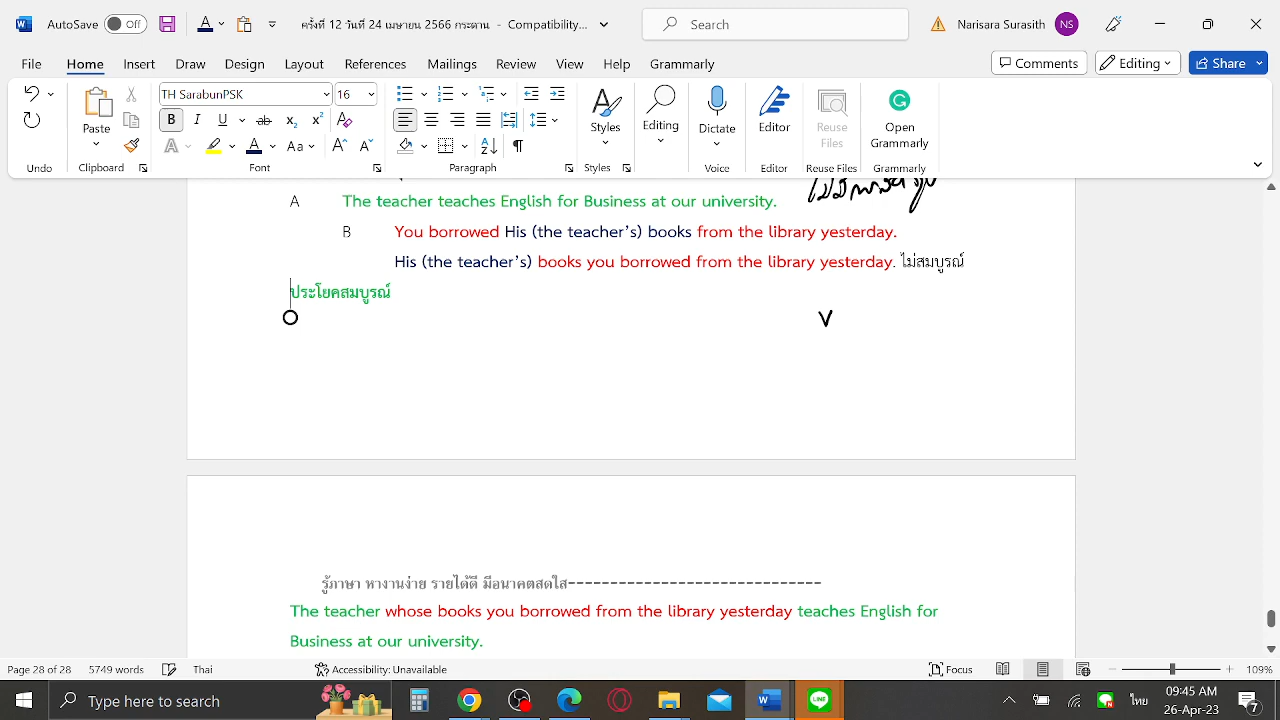 AutoSave Off ครั้งที่ 12 วันที่ 24 เมษายน 2566 กระดาน - Compatibility... Search Narisara Surasith NS
File Home Insert Draw Design Layout References Mailings Review View Help Grammarly Comments Editing Share
TH SarabunPSK 16
Paste Styles Editing Dictate Editor Reuse Files Open Grammarly
Undo Clipboard Font Paragraph Styles Voice Editor Reuse Files Grammarly
A The teacher teaches English for Business at our university.
B You borrowed His (the teacher's) books from the library yesterday.
His (the teacher's) books you borrowed from the library yesterday. ไม่สมบูรณ์
ประโยคสมบูรณ์
รู้ภาษา หางานง่าย รายได้ดี มีอนาคตสดใส------------------------------
The teacher whose books you borrowed from the library yesterday teaches English for
Business at our university.
Page 28 of 28 5749 words Thai Accessibility: Unavailable Focus 109%
Type here to search ไทย 09:45 AM
26-Apr-23 7